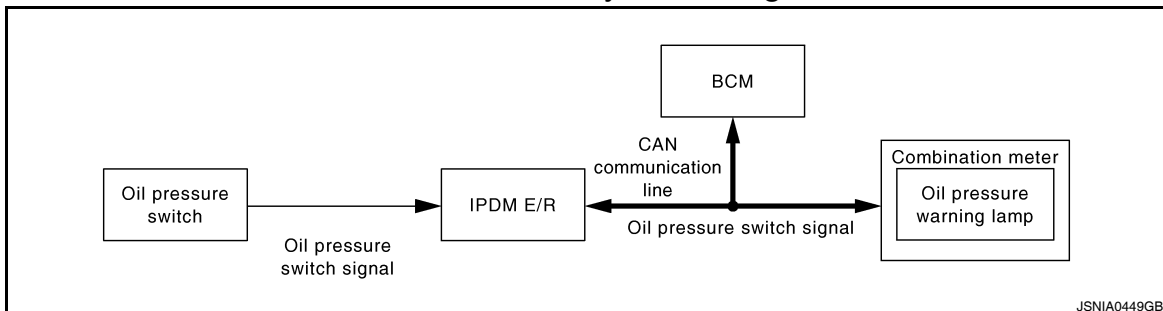 BCM
CAN
communication
line
Combination meter
Oil pressure
switch
IPDM E/R
Oil pressure
warning lamp
Oil pressure switch signal
Oil pressure
switch signal
JSNIA0449GB